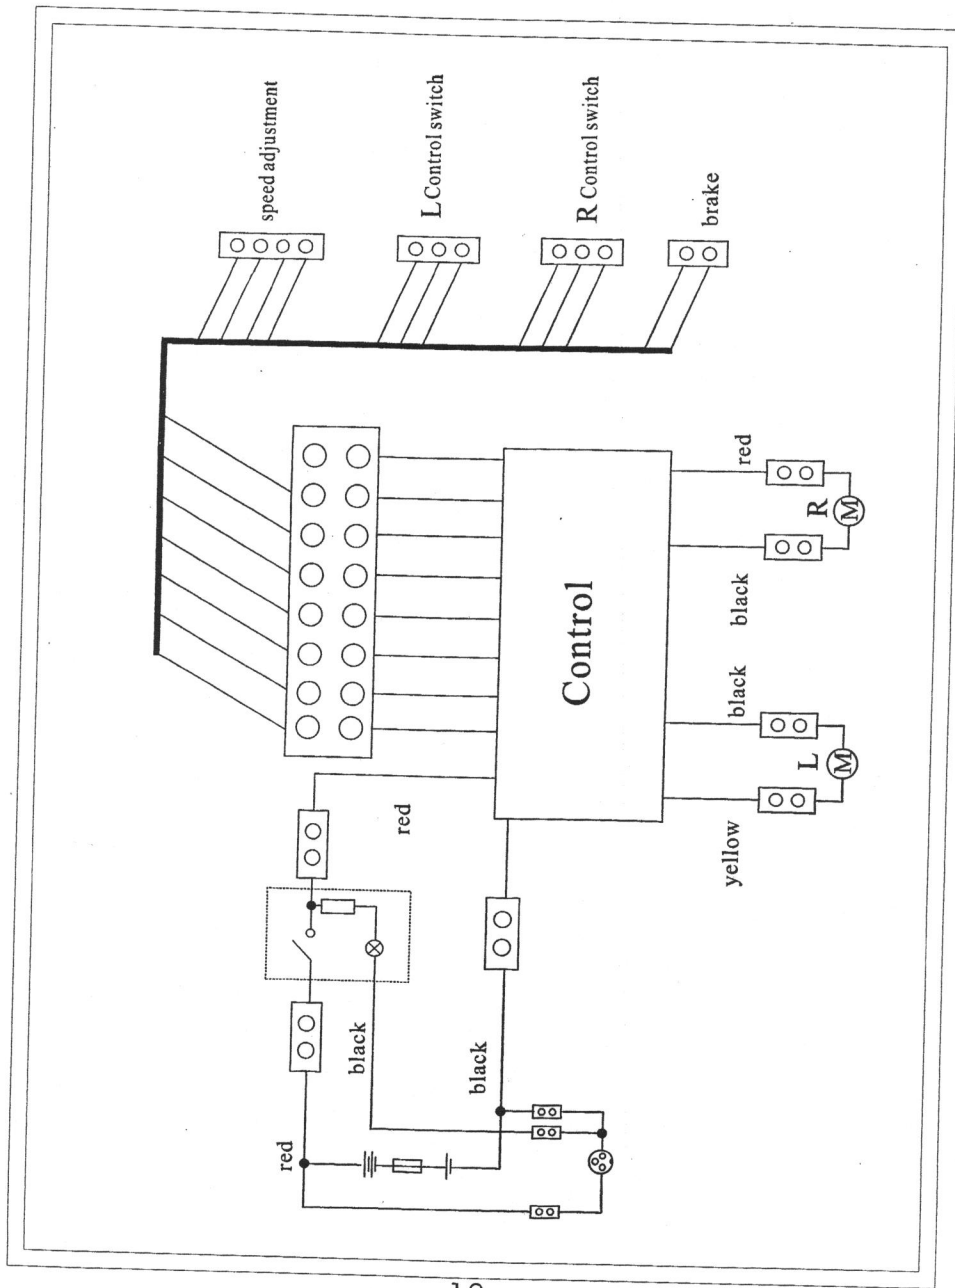 speed adjustment
L Control switch
R Control switch
brake
red
black
R
M
black
yellow
L
M
Control
red
black
black
red